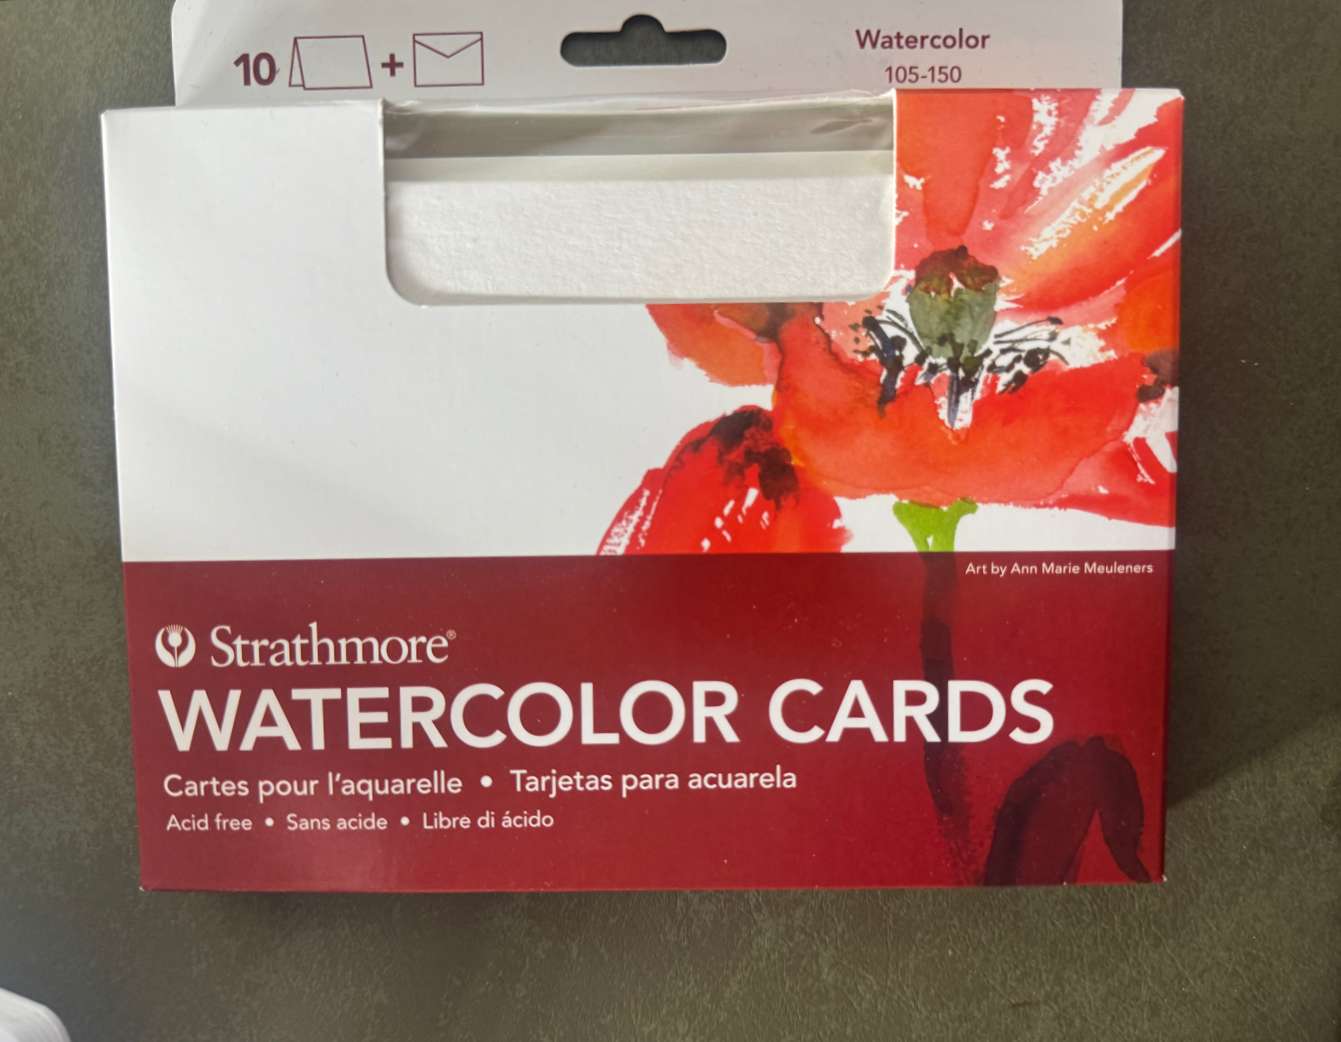 10 +
Watercolor
105-150
Art by Ann Marie Meuleners
Strathmore®
WATERCOLOR CARDS
Cartes pour l'aquarelle • Tarjetas para acuarela
Acid free • Sans acide • Libre di ácido